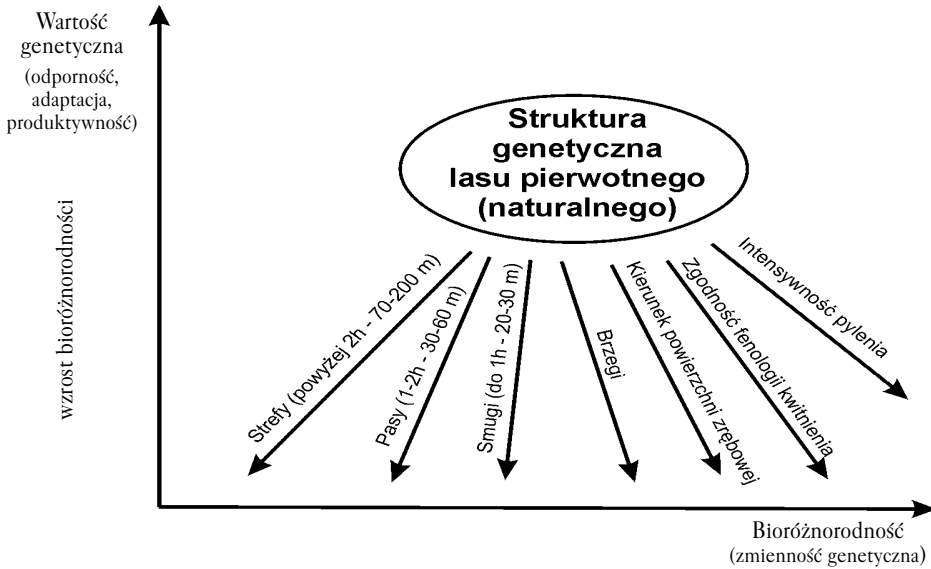 Wartość
genetyczna
(odporność,
adaptacja,
produktywność)
wzrost bioróżnorodności
Struktura
genetyczna
lasu pierwotnego
(naturalnego)
Strefy (powyżej 2h - 70-200 m)
Pasy (1-2h - 30-60 m)
Smugi (do 1h - 20-30 m)
Brzegi
Kierunek powierzchni zrębowej
Zgodność fenologii kwitnienia
Intensywność pylenia
Bioróżnorodność
(zmienność genetyczna)